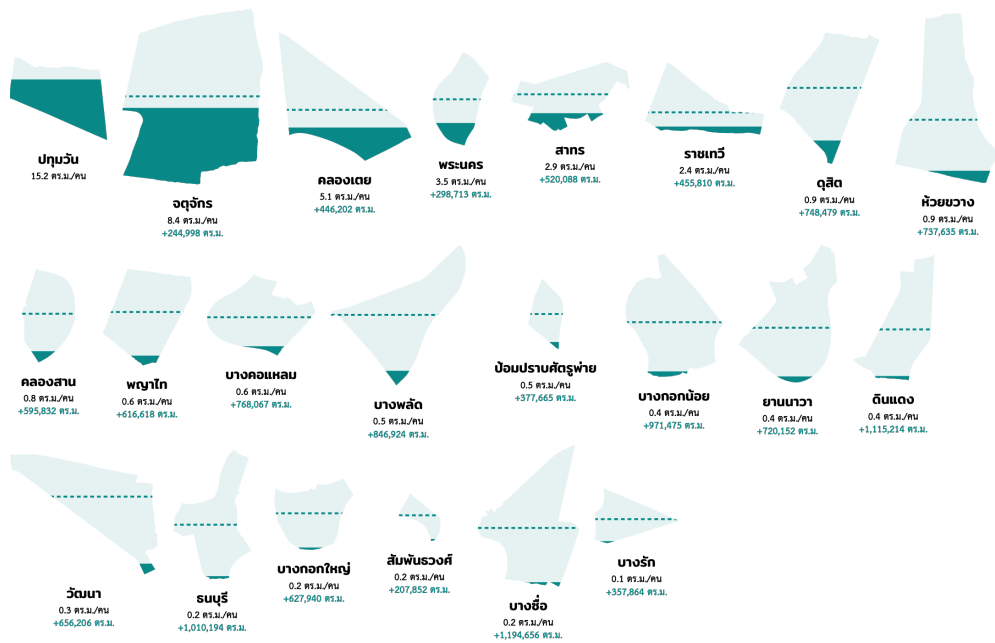 ปทุมวัน
15.2 ตร.ม./คน
จตุจักร
8.4 ตร.ม./คน
+244,998 ตร.ม.
คลองเตย
5.1 ตร.ม./คน
+446,202 ตร.ม.
พระนคร
3.5 ตร.ม./คน
+298,713 ตร.ม.
สาทร
2.9 ตร.ม./คน
+520,088 ตร.ม.
ราชเทวี
2.4 ตร.ม./คน
+455,810 ตร.ม.
ดุสิต
0.9 ตร.ม./คน
+748,479 ตร.ม.
ห้วยขวาง
0.9 ตร.ม./คน
+737,635 ตร.ม.
คลองสาน
0.8 ตร.ม./คน
+595,832 ตร.ม.
พญาไท
0.6 ตร.ม./คน
+616,618 ตร.ม.
บางคอแหลม
0.6 ตร.ม./คน
+768,067 ตร.ม.
บางพลัด
0.5 ตร.ม./คน
+846,924 ตร.ม.
ป้อมปราบศัตรูพ่าย
0.5 ตร.ม./คน
+377,665 ตร.ม.
บางกอกน้อย
0.4 ตร.ม./คน
+971,475 ตร.ม.
ยานนาวา
0.4 ตร.ม./คน
+720,152 ตร.ม.
ดินแดง
0.4 ตร.ม./คน
+1,115,214 ตร.ม.
วัฒนา
0.3 ตร.ม./คน
+656,206 ตร.ม.
ธนบุรี
0.2 ตร.ม./คน
+1,010,194 ตร.ม.
บางกอกใหญ่
0.2 ตร.ม./คน
+627,940 ตร.ม.
สัมพันธวงศ์
0.2 ตร.ม./คน
+207,852 ตร.ม.
บางซื่อ
0.2 ตร.ม./คน
+1,194,656 ตร.ม.
บางรัก
0.1 ตร.ม./คน
+357,864 ตร.ม.